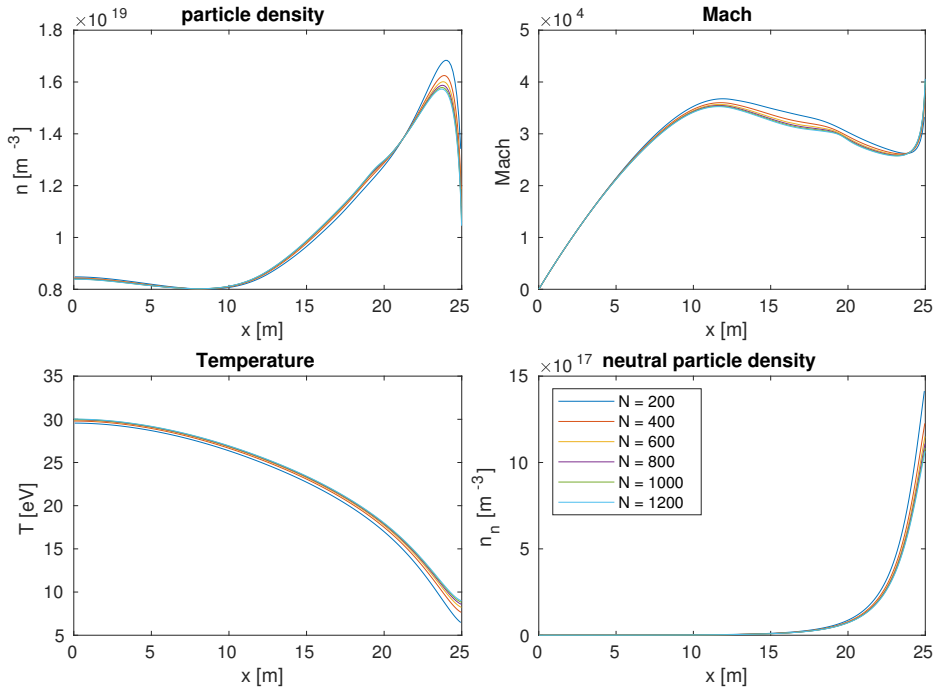 particle density
×10 19
1.8
1.6
1.4
1.2
1
0.8
n [m -3]
0 5 10 15 20 25
x [m]
Mach
×10 4
5
4
3
2
1
0
Mach
0 5 10 15 20 25
x [m]
Temperature
35
30
25
20
15
10
5
T [eV]
0 5 10 15 20 25
x [m]
neutral particle density
×10 17
15
10
5
0
n n [m -3]
N = 200
N = 400
N = 600
N = 800
N = 1000
N = 1200
0 5 10 15 20 25
x [m]